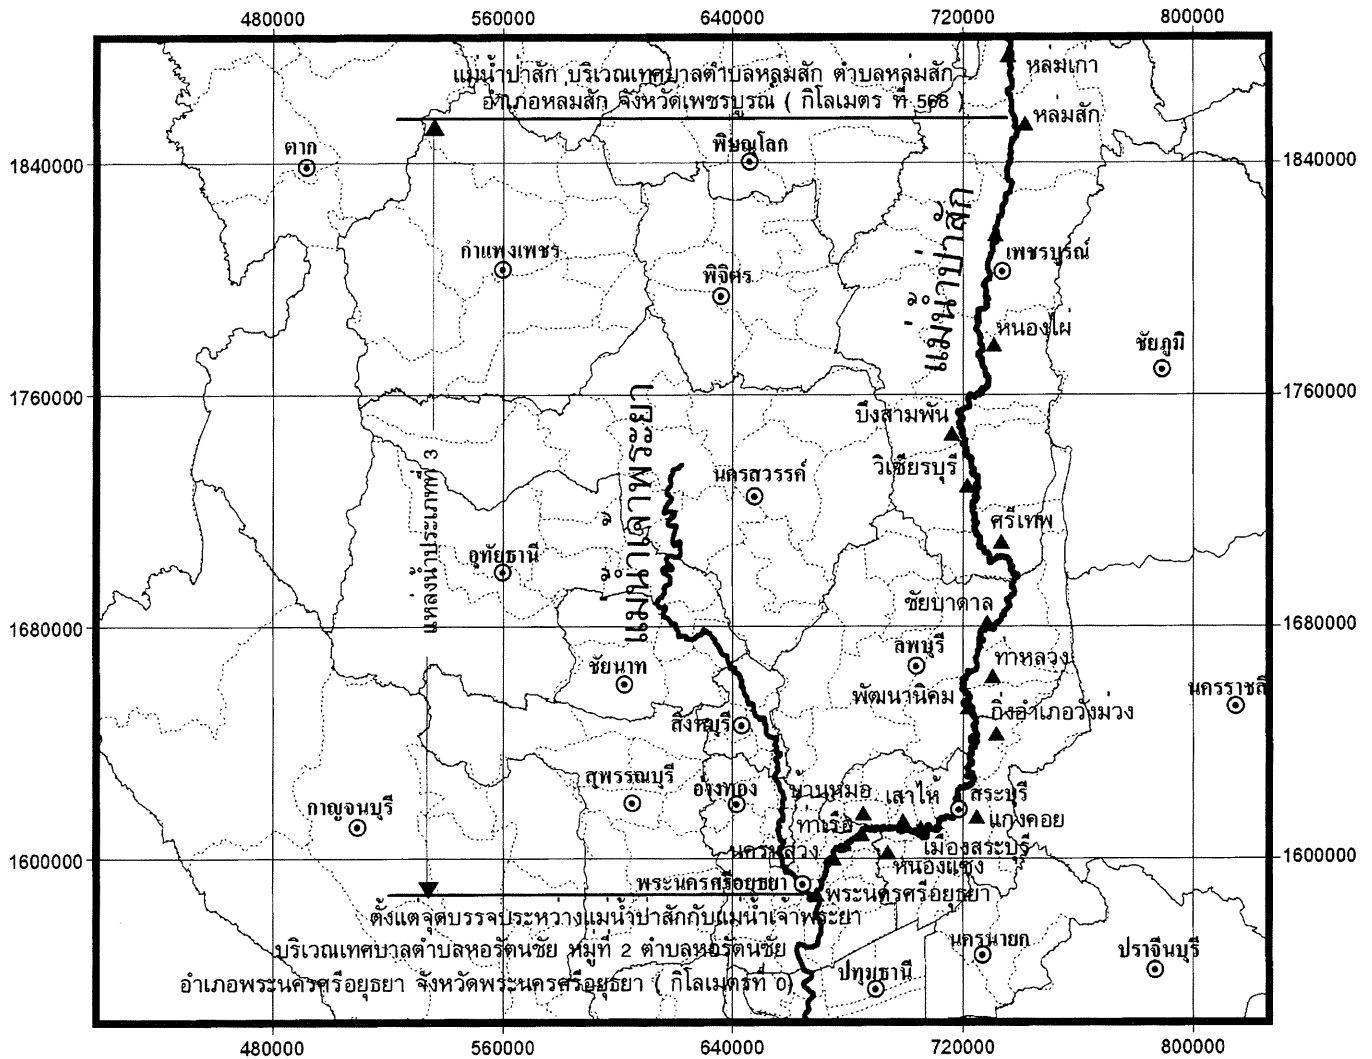 480000 560000 640000 720000 800000
หล่มเก่า
แม่น้ำป่าสัก บริเวณเทศบาลตำบลหล่มสัก ตำบลหล่มสัก
อำเภอหล่มสัก จังหวัดเพชรบูรณ์ ( กิโลเมตร ที่ 568 )
หล่มสัก
ตาก
พิษณุโลก
1840000
1840000
แม่น้ำป่าสัก
กำแพงเพชร
เพชรบูรณ์
พิจิตร
หนองไผ่
ชัยภูมิ
1760000
1760000
บึงสามพัน
แม่น้ำเจ้าพระยา
แหล่งน้ำประเภทที่ 3
วิเชียรบุรี
นครสวรรค์
ศรีเทพ
อุทัยธานี
ชัยบาดาล
1680000
1680000
ลพบุรี
ท่าหลวง
ชัยนาท
พัฒนานิคม
นครราชสี
กิ่งอำเภอวังม่วง
สิงหบุรี
สุพรรณบุรี
อ่างทอง
บ้านหมอ
เสาไห้
สระบุรี
กาญจนบุรี
ท่าเรือ
แก่งคอย
เมืองสระบุรี
นครหลวง
หนองแซง
1600000
1600000
พระนครศรีอยุธยา
พระนครศรีอยุธยา
ตั้งแต่จุดบรรจบระหว่างแม่น้ำป่าสักกับแม่น้ำเจ้าพระยา
บริเวณเทศบาลตำบลหอรัตนชัย หมู่ที่ 2 ตำบลหอรัตนชัย
อำเภอพระนครศรีอยุธยา จังหวัดพระนครศรีอยุธยา ( กิโลเมตรที่ 0)
นครนายก
ปราจีนบุรี
ปทุมธานี
480000 560000 640000 720000 800000